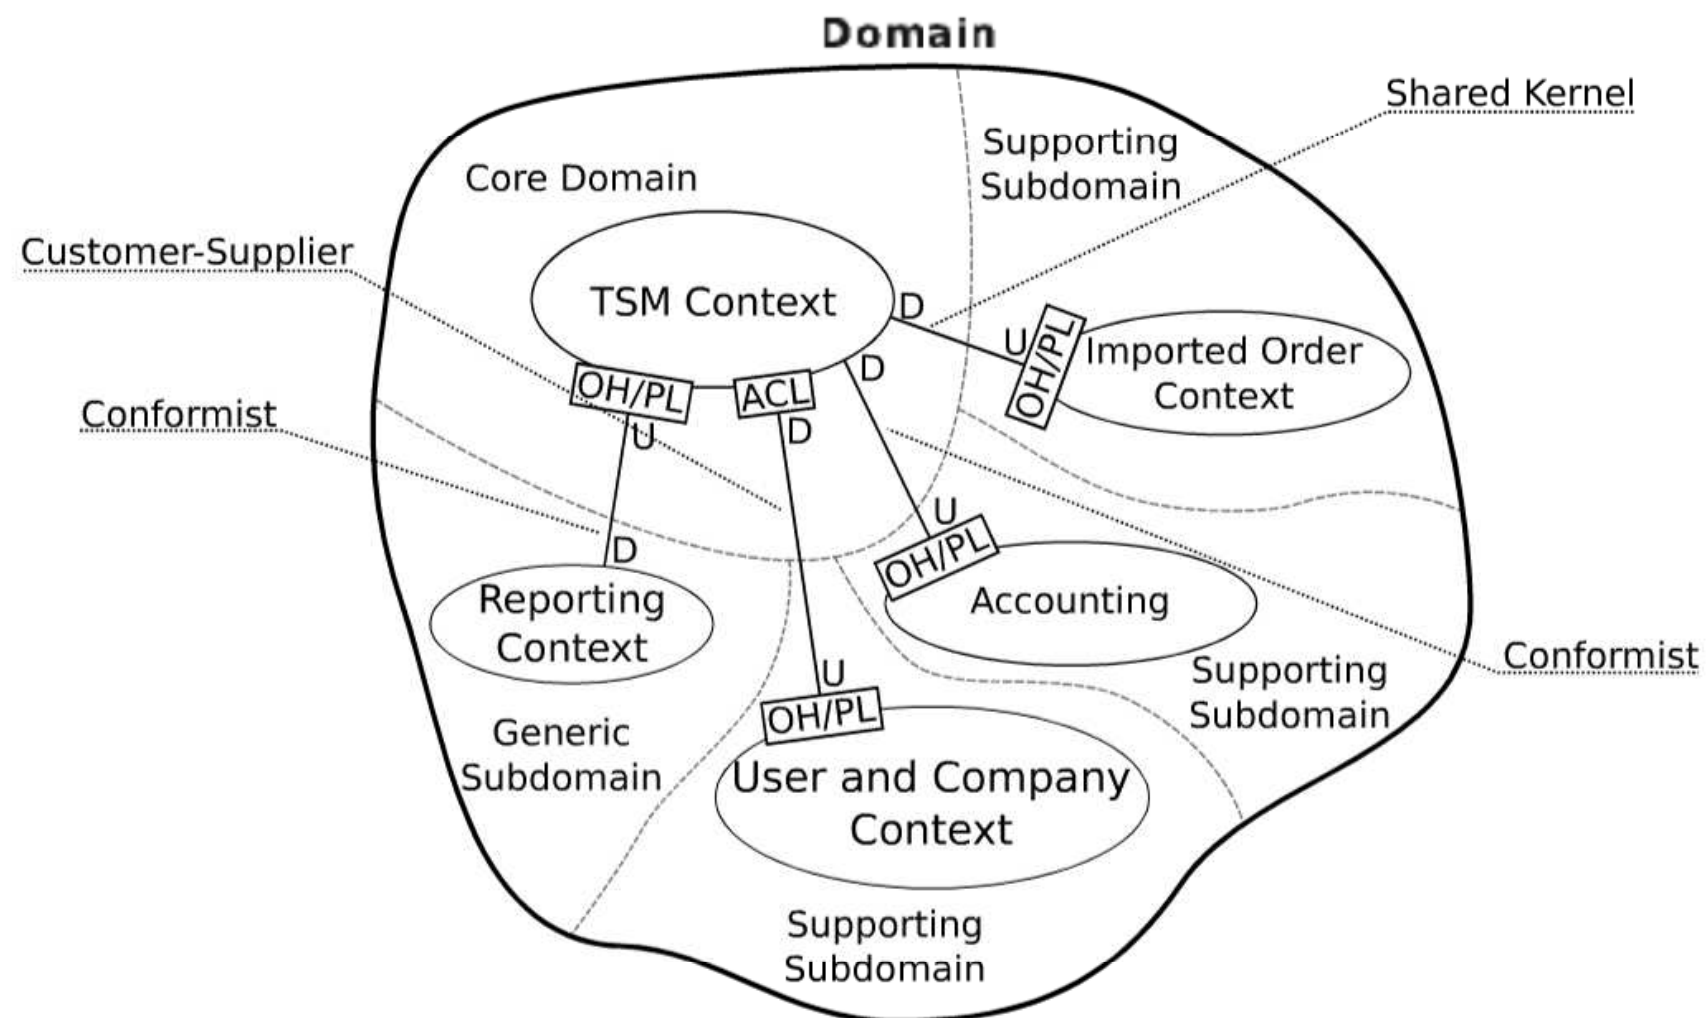 Domain
Shared Kernel
Supporting
Subdomain
Core Domain
Customer-Supplier
TSM Context
D
U
OH/PL
Imported Order
Context
D
OH/PL
ACL
U
D
Conformist
U
OH/PL
D
Reporting
Context
Accounting
Conformist
U
OH/PL
Supporting
Subdomain
Generic
Subdomain
User and Company
Context
Supporting
Subdomain